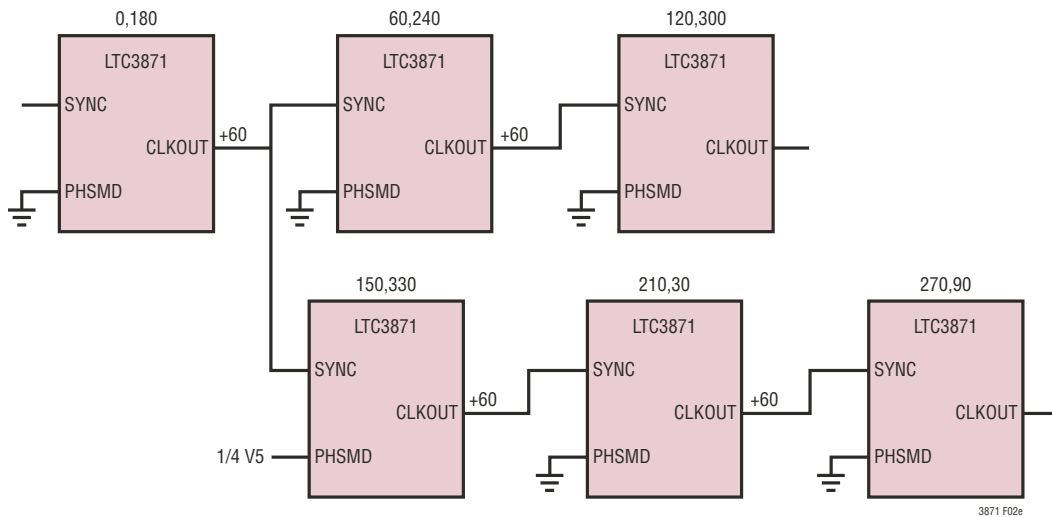 0,180
LTC3871
SYNC
CLKOUT
+60
PHSMD
60,240
LTC3871
SYNC
CLKOUT
+60
PHSMD
120,300
LTC3871
SYNC
CLKOUT
PHSMD
150,330
LTC3871
SYNC
CLKOUT
+60
1/4 V5
PHSMD
210,30
LTC3871
SYNC
CLKOUT
+60
PHSMD
270,90
LTC3871
SYNC
CLKOUT
PHSMD
3871 F02e